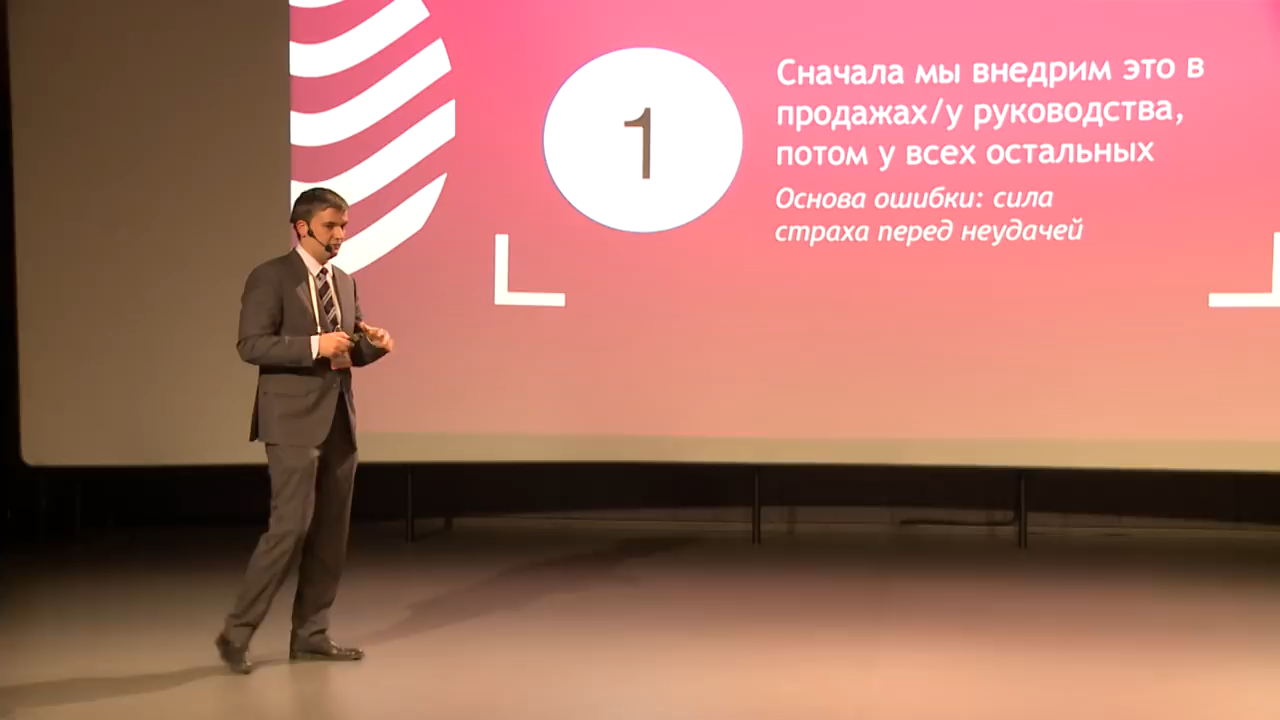 1
Сначала мы внедрим это в
продажах/у руководства,
потом у всех остальных
Основа ошибки: сила
страха перед неудачей